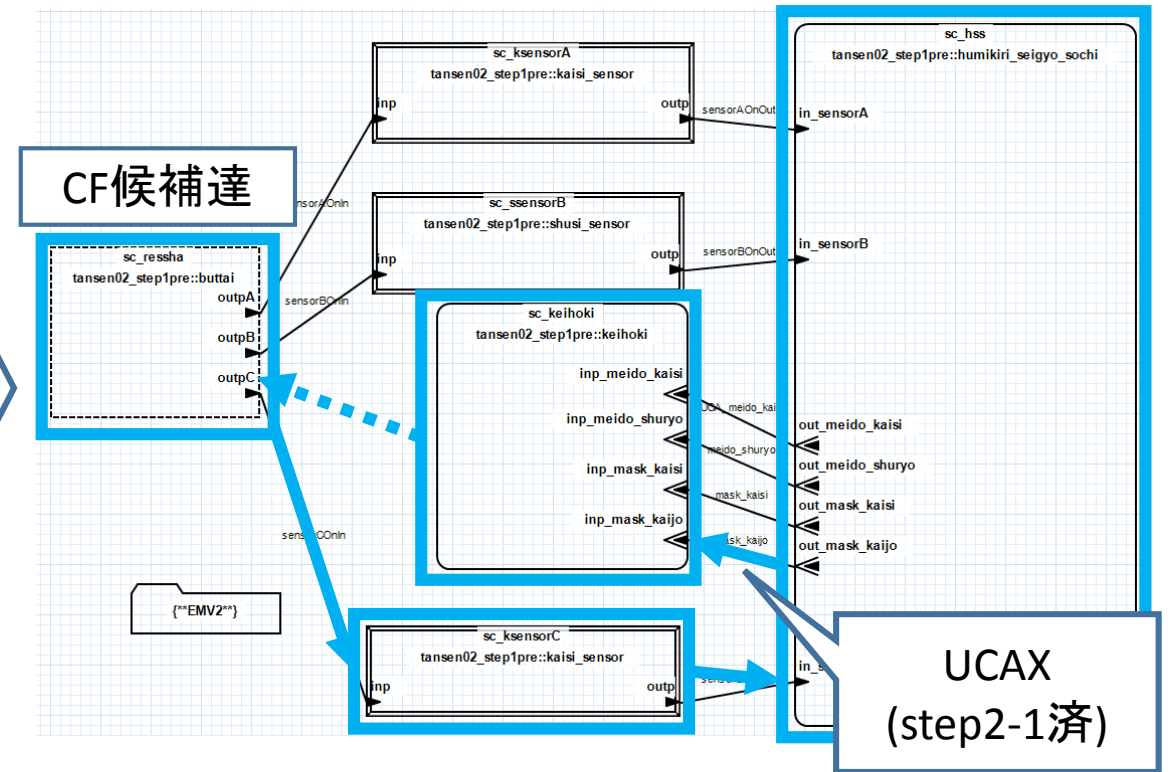 sc_hss
tansen02_step1pre::humikiri_seigyo_sochi
sc_ksensorA
tansen02_step1pre::kaisi_sensor
inp
outp
sensorAOnOut
in_sensorA
CF候補達
sc_ssensorB
tansen02_step1pre::shusi_sensor
inp
outp
sensorBOnOut
in_sensorB
sc_ressha
tansen02_step1pre::buttai
outpA
outpB
outpC
sensorBOnIn
sc_keihoki
tansen02_step1pre::keihoki
inp_meido_kaisi
inp_meido_shuryo
inp_mask_kaisi
inp_mask_kaijo
meido_shuryo
mask_kaisi
out_meido_kaisi
out_meido_shuryo
out_mask_kaisi
out_mask_kaijo
{**EMV2**}
sc_ksensorC
tansen02_step1pre::kaisi_sensor
inp
outp
UCAX
(step2-1済)